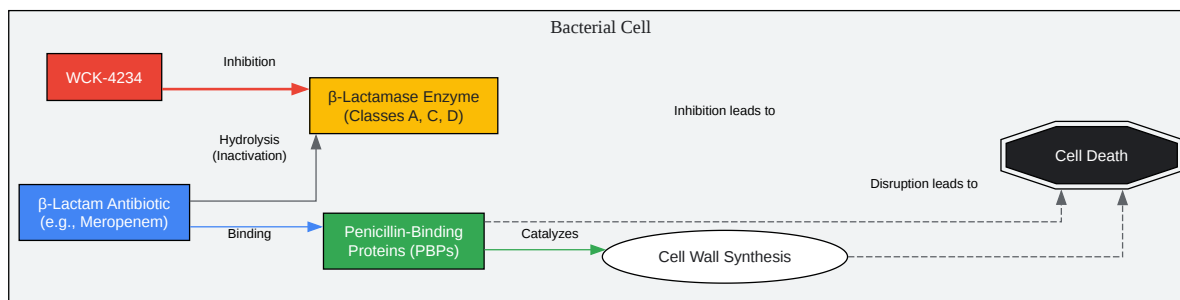 Bacterial Cell
WCK-4234
Inhibition
β-Lactamase Enzyme
(Classes A, C, D)
Inhibition leads to
Hydrolysis
(Inactivation)
Cell Death
Disruption leads to
β-Lactam Antibiotic
(e.g., Meropenem)
Binding
Penicillin-Binding
Proteins (PBPs)
Catalyzes
Cell Wall Synthesis